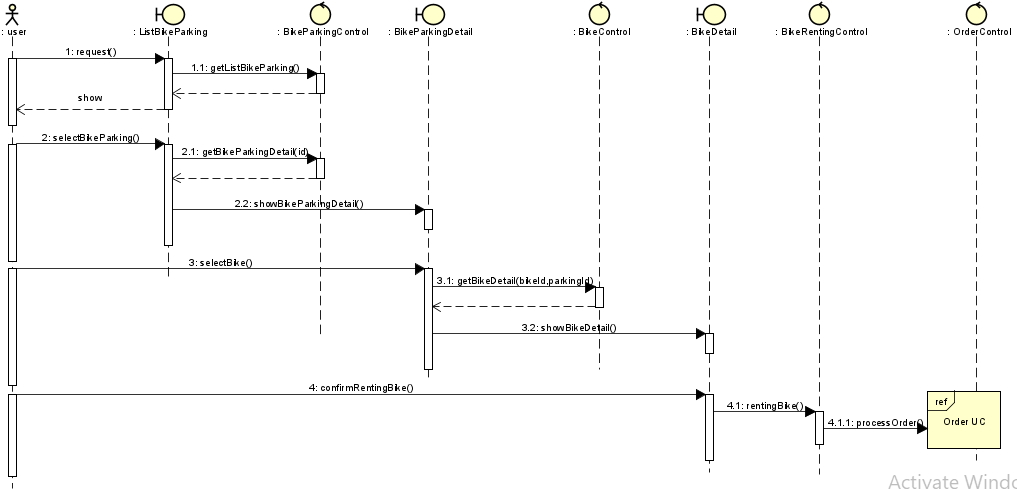 : user
: ListBikeParking
: BikeParkingControl
: BikeParkingDetail
: BikeControl
: BikeDetail
: BikeRentingControl
: OrderControl
1: request()
1.1: getListBikeParking()
show
2: selectBikeParking()
2.1: getBikeParkingDetail(id)
2.2: showBikeParkingDetail()
3: selectBike()
3.1: getBikeDetail(bikeId,parkingId)
3.2: showBikeDetail()
4: confirmRentingBike()
ref
4.1: rentingBike()
4.1.1: processOrder()
Order UC
Activate